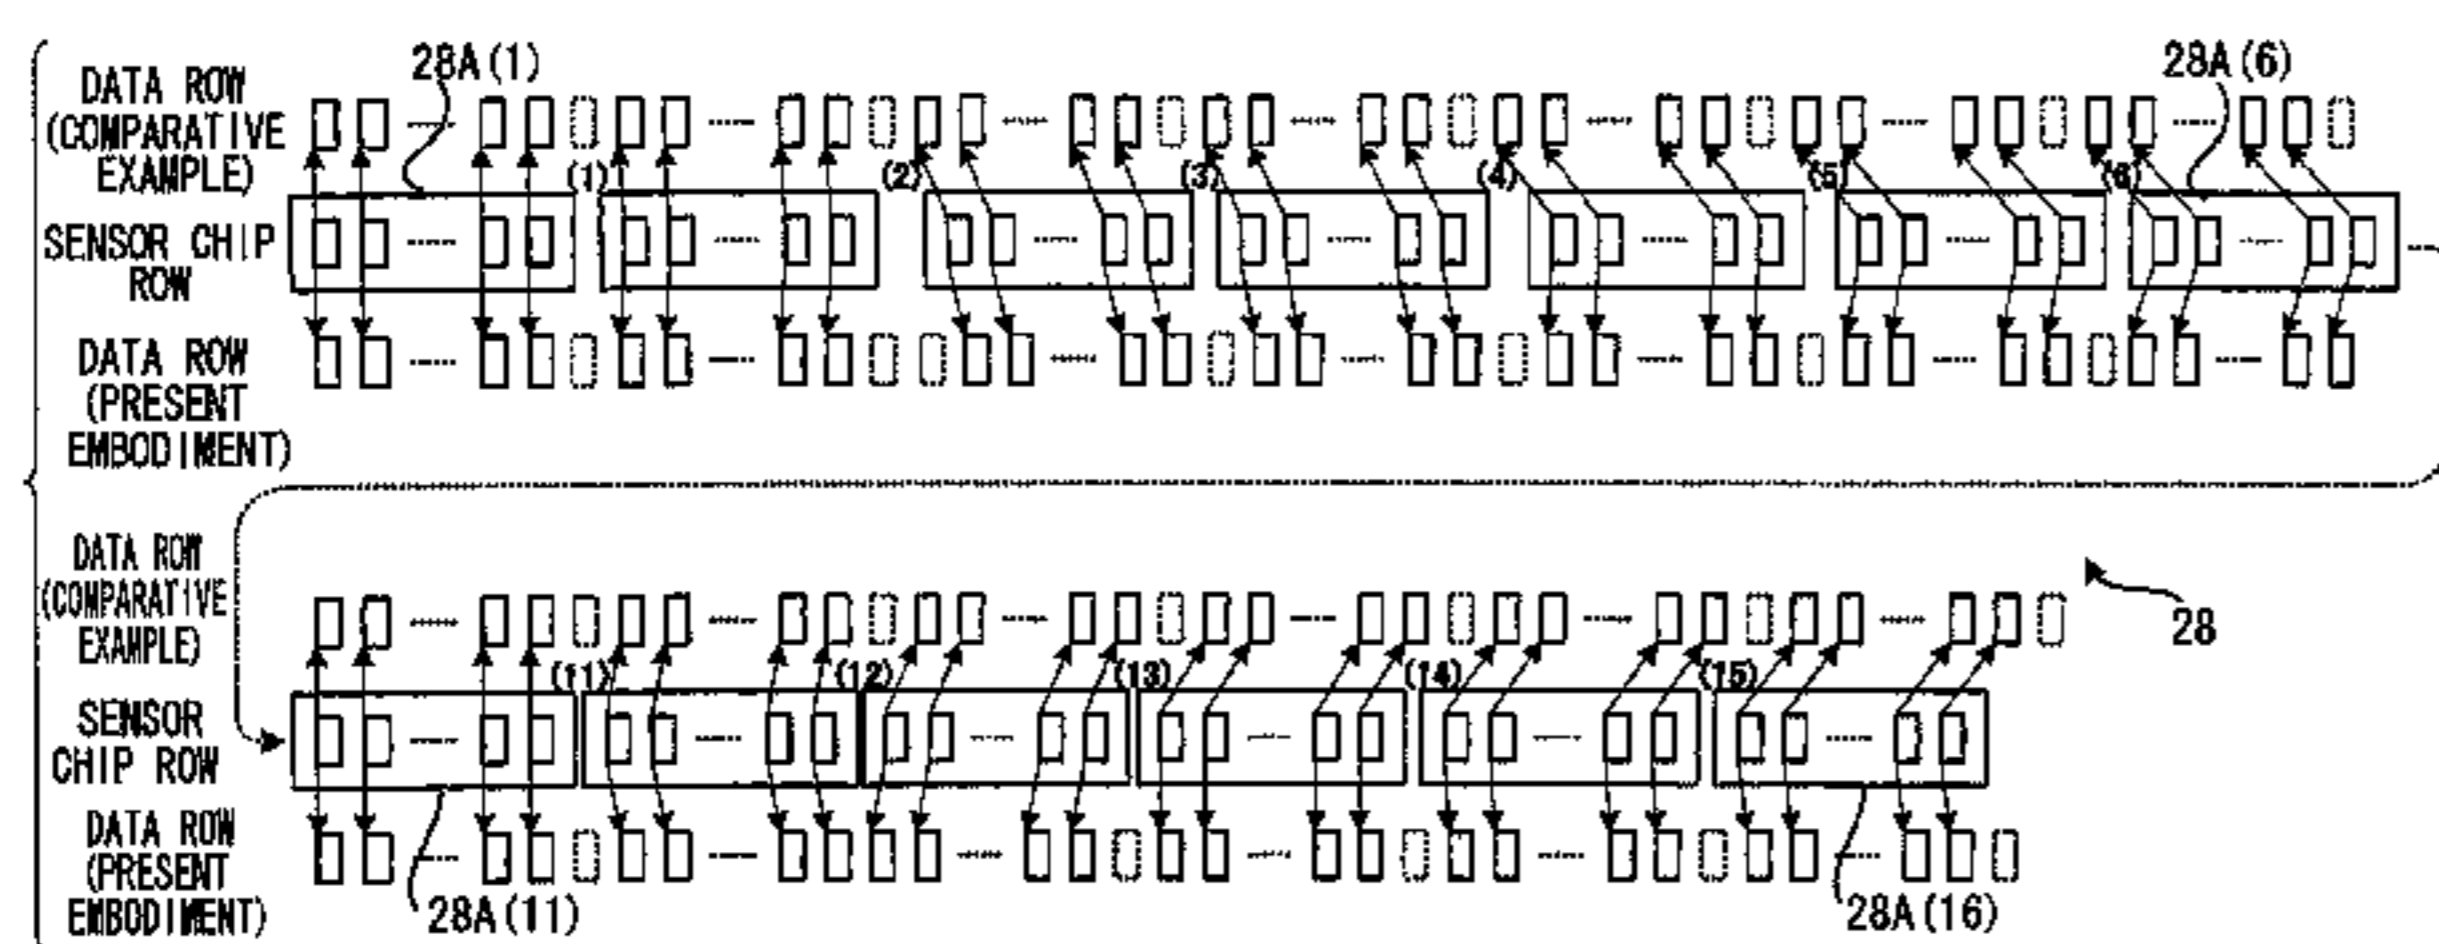 28A(1)
28A(6)
DATA ROW
(COMPARATIVE
EXAMPLE)
(1)
(2)
(3)
(4)
(5)
(6)
SENSOR CHIP
ROW
DATA ROW
(PRESENT
EMBODIMENT)
DATA ROW
(COMPARATIVE
EXAMPLE)
28
(11)
(12)
(13)
(14)
(15)
SENSOR
CHIP ROW
DATA ROW
(PRESENT
EMBODIMENT)
28A(11)
28A(16)